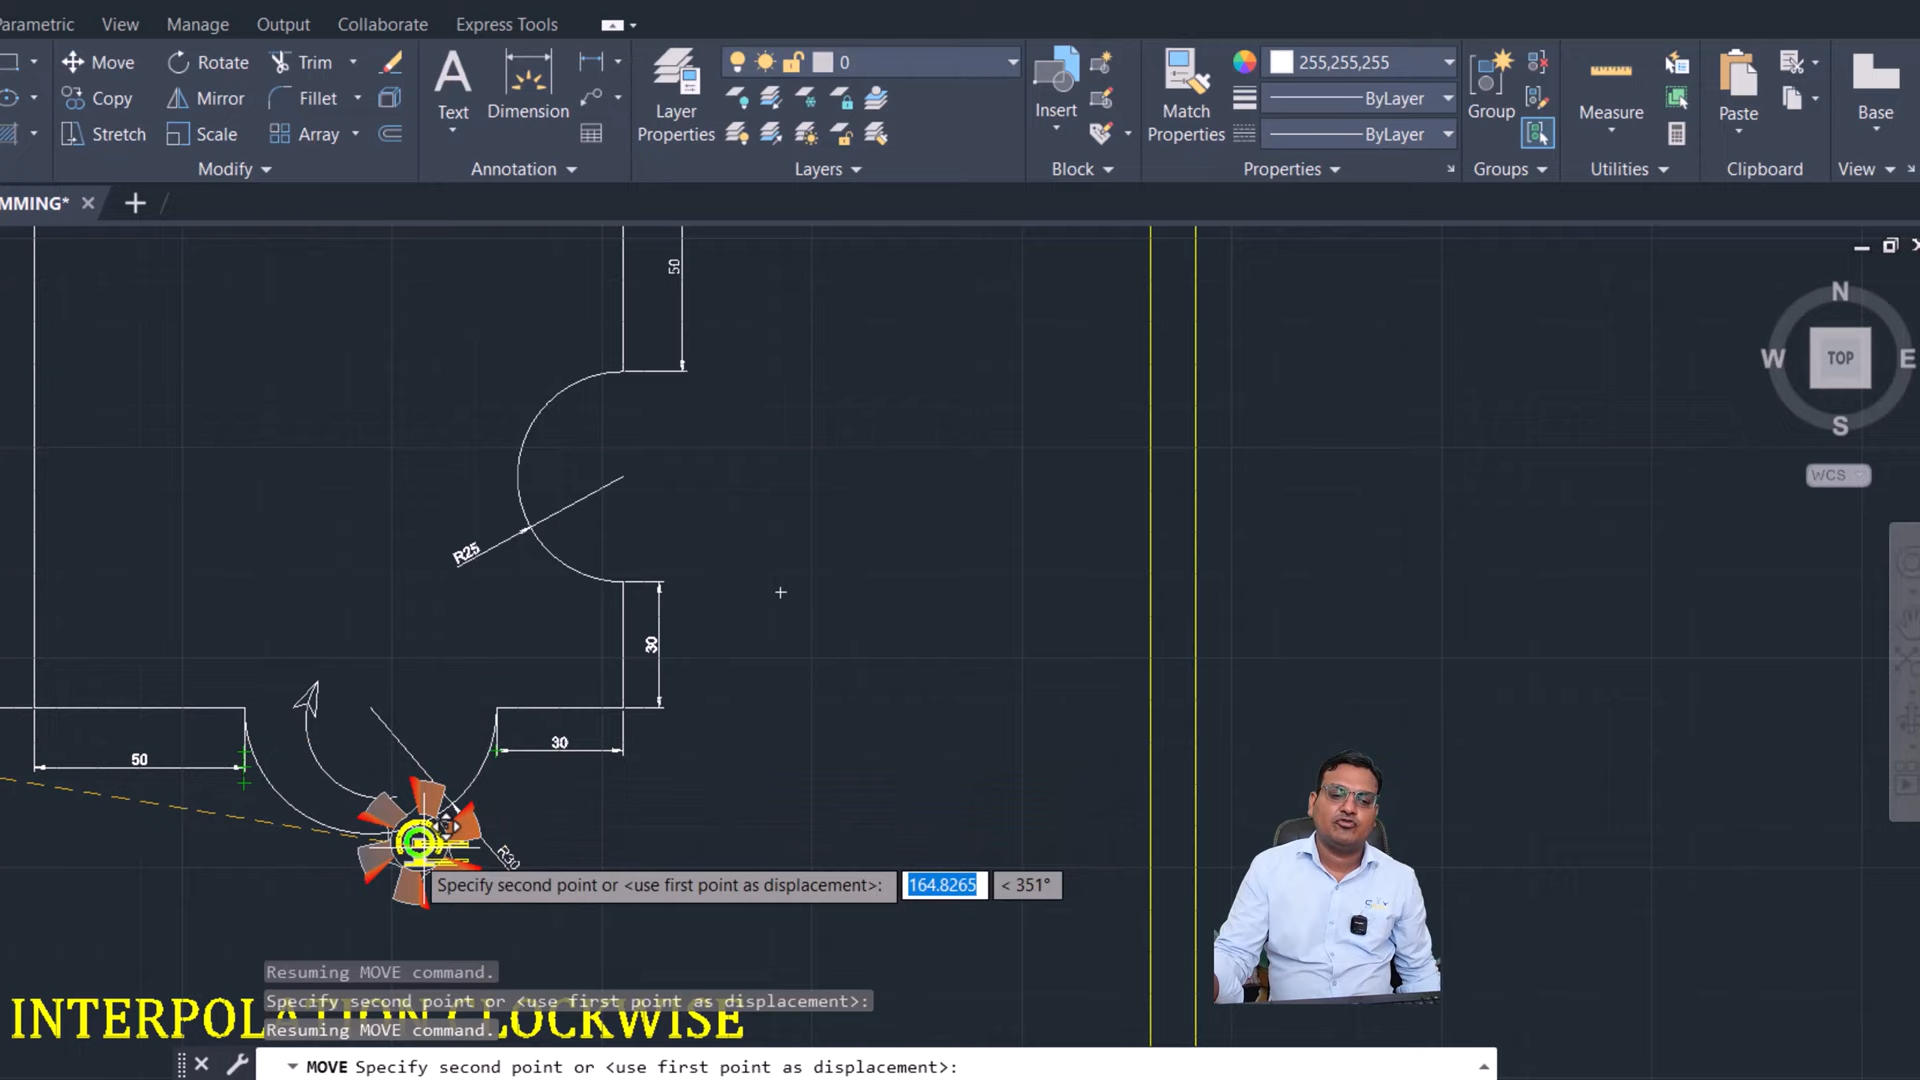 Parametric View Manage Output Collaborate Express Tools
Move Rotate Trim
Copy Mirror Fillet
Stretch Scale Array
Modify
Text
Dimension
Annotation
Layer
Properties
0
Layers
Insert
Block
Match
Properties
255,255,255
ByLayer
ByLayer
Properties
Group
Groups
Measure
Utilities
Paste
Clipboard
Base
View
MMING*
50
N
W TOP E
S
WCS
R25
30
30
50
R30
Specify second point or <use first point as displacement>: 164.8265 < 351°
Resuming MOVE command.
Specify second point or <use first point as displacement>:
INTERPOLATION CLOCKWISE
Resuming MOVE command.
MOVE Specify second point or <use first point as displacement>: